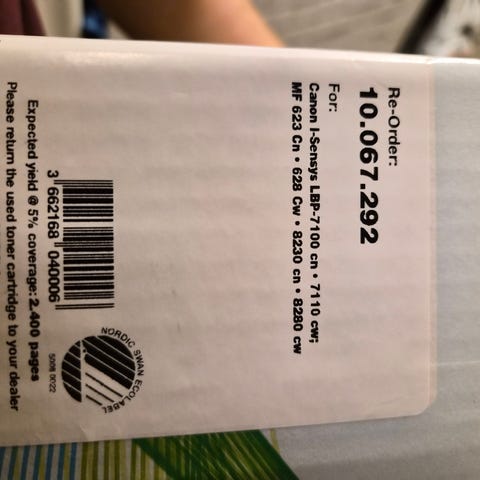 Re-Order:
10.067.292
For:
Canon I-Sensys LBP-7100 cn • 7110 cw;
MF 623 Cn • 628 Cw • 8230 cn • 8280 cw
3 662168 040006
NORDIC SWAN ECOLABEL
5008 0022
Expected yield @ 5% coverage: 2.400 pages
Please return the used toner cartridge to your dealer